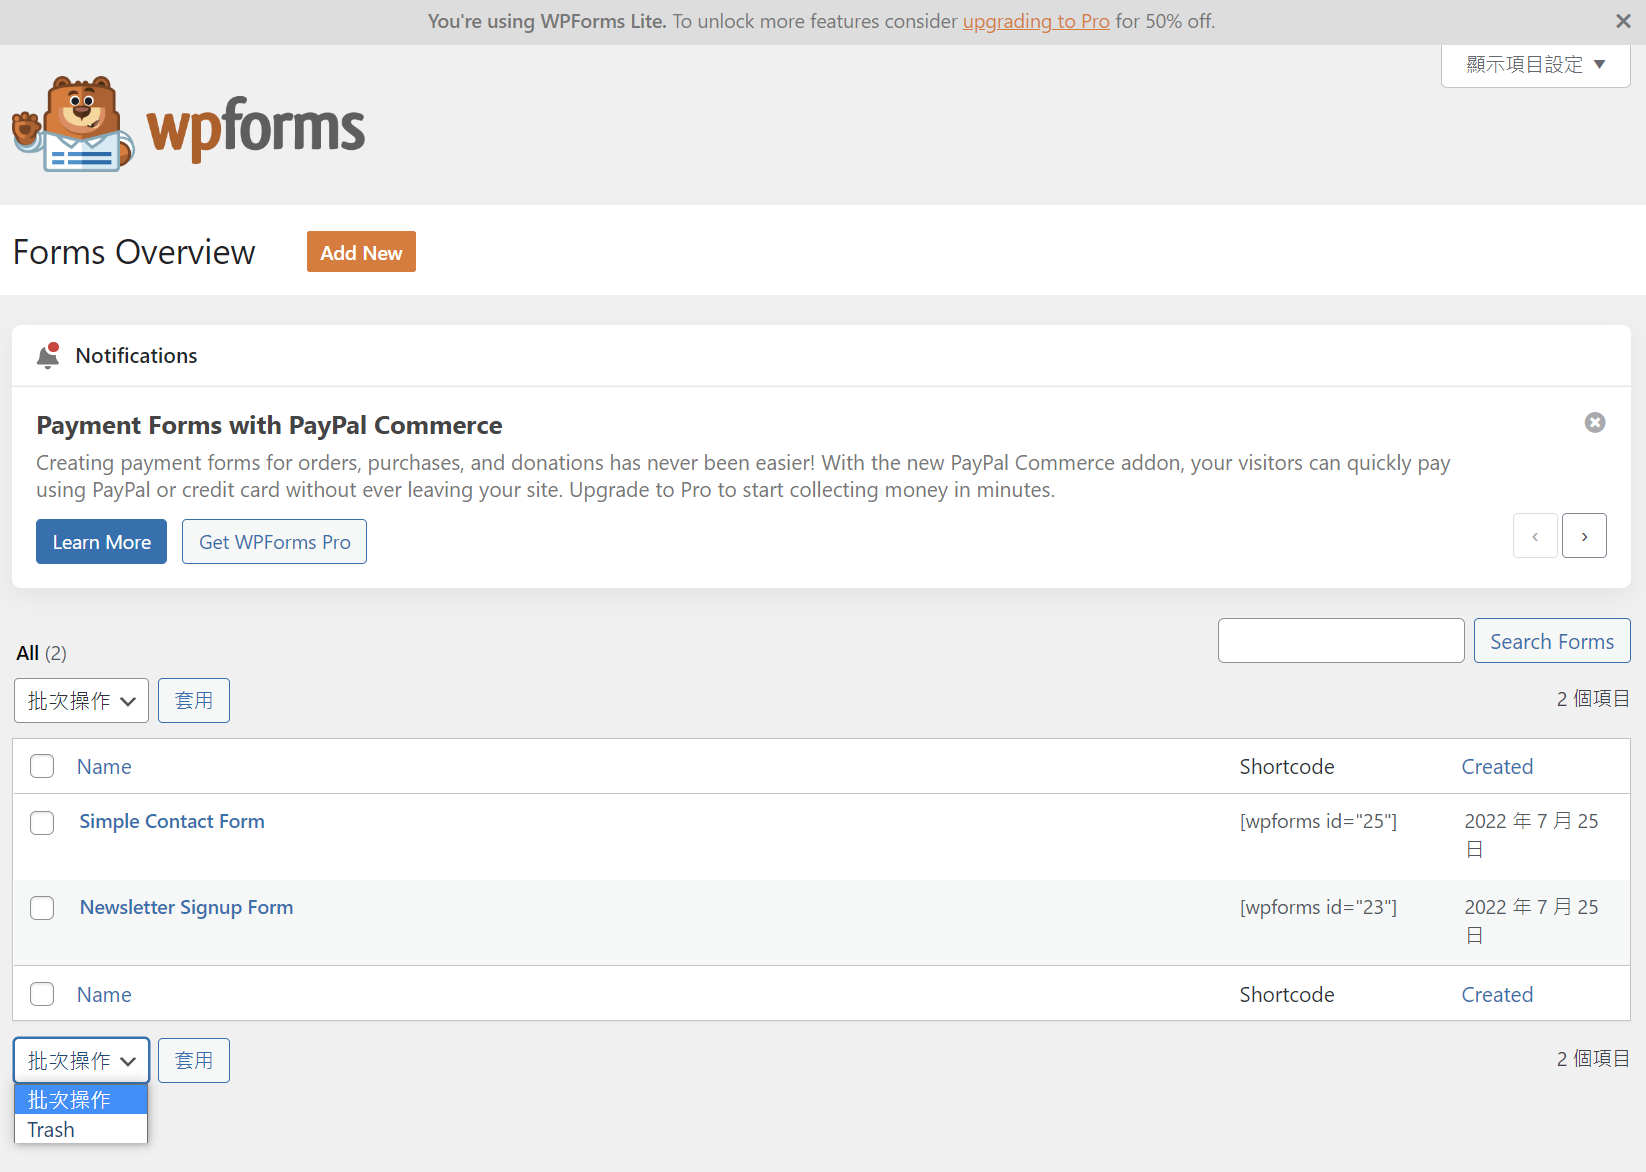 You're using WPForms Lite. To unlock more features consider upgrading to Pro for 50% off.
顯示項目設定
wpforms
Forms Overview
Add New
Notifications
Payment Forms with PayPal Commerce
Creating payment forms for orders, purchases, and donations has never been easier! With the new PayPal Commerce addon, your visitors can quickly pay
using PayPal or credit card without ever leaving your site. Upgrade to Pro to start collecting money in minutes.
Learn More
Get WPForms Pro
All (2)
Search Forms
批次操作
套用
2 個項目
Name
Shortcode
Created
Simple Contact Form
[wpforms id="25"]
2022 年 7 月 25
日
Newsletter Signup Form
[wpforms id="23"]
2022 年 7 月 25
日
Name
Shortcode
Created
批次操作
套用
2 個項目
批次操作
Trash